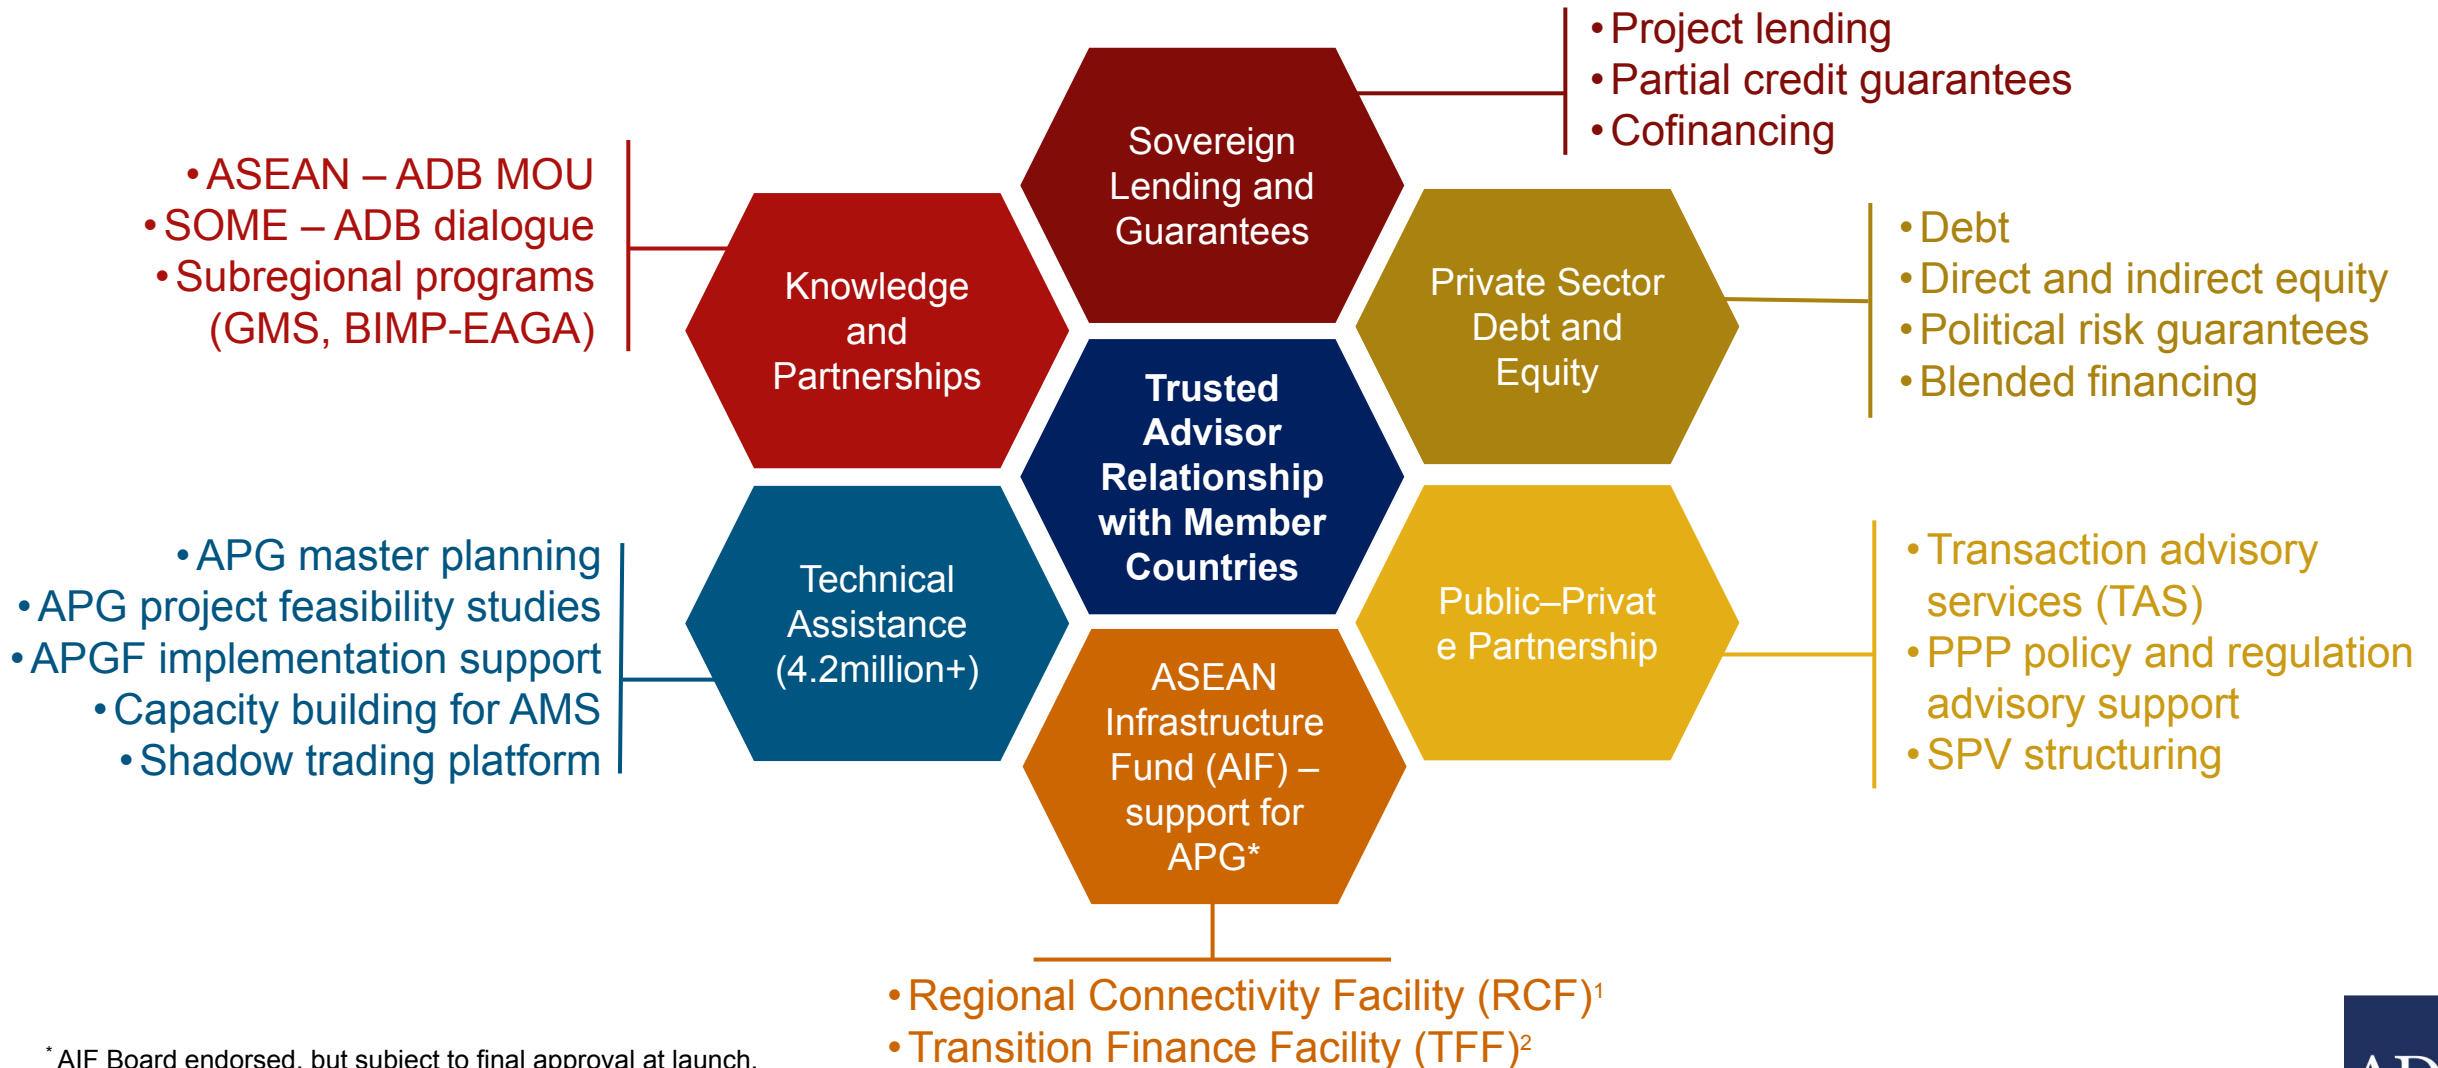 • Project lending
• Partial credit guarantees
• Cofinancing
Sovereign
Lending and
Guarantees
• ASEAN – ADB MOU
• SOME – ADB dialogue
• Subregional programs
(GMS, BIMP-EAGA)
Knowledge
and
Partnerships
Private Sector
Debt and
Equity
• Debt
• Direct and indirect equity
• Political risk guarantees
• Blended financing
Trusted
Advisor
Relationship
with Member
Countries
• APG master planning
• APG project feasibility studies
• APGF implementation support
• Capacity building for AMS
• Shadow trading platform
Technical
Assistance
(4.2million+)
Public–Privat
e Partnership
• Transaction advisory
services (TAS)
• PPP policy and regulation
advisory support
• SPV structuring
ASEAN
Infrastructure
Fund (AIF) –
support for
APG*
• Regional Connectivity Facility (RCF)¹
• Transition Finance Facility (TFF)²
* AIF Board endorsed, but subject to final approval at launch.